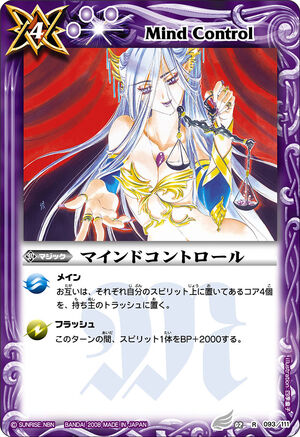 4
Mind Control
マジック
マインドコントロール
メイン
お互いは、それぞれ自分のスピリット上に置いてあるコア4個
を、持ち主のトラッシュに置く。
フラッシュ
このターンの間、スピリット1体をBP+2000する。
© SUNRISE, NBN
BANDAI 2008 MADE IN JAPAN
02
R
093/111